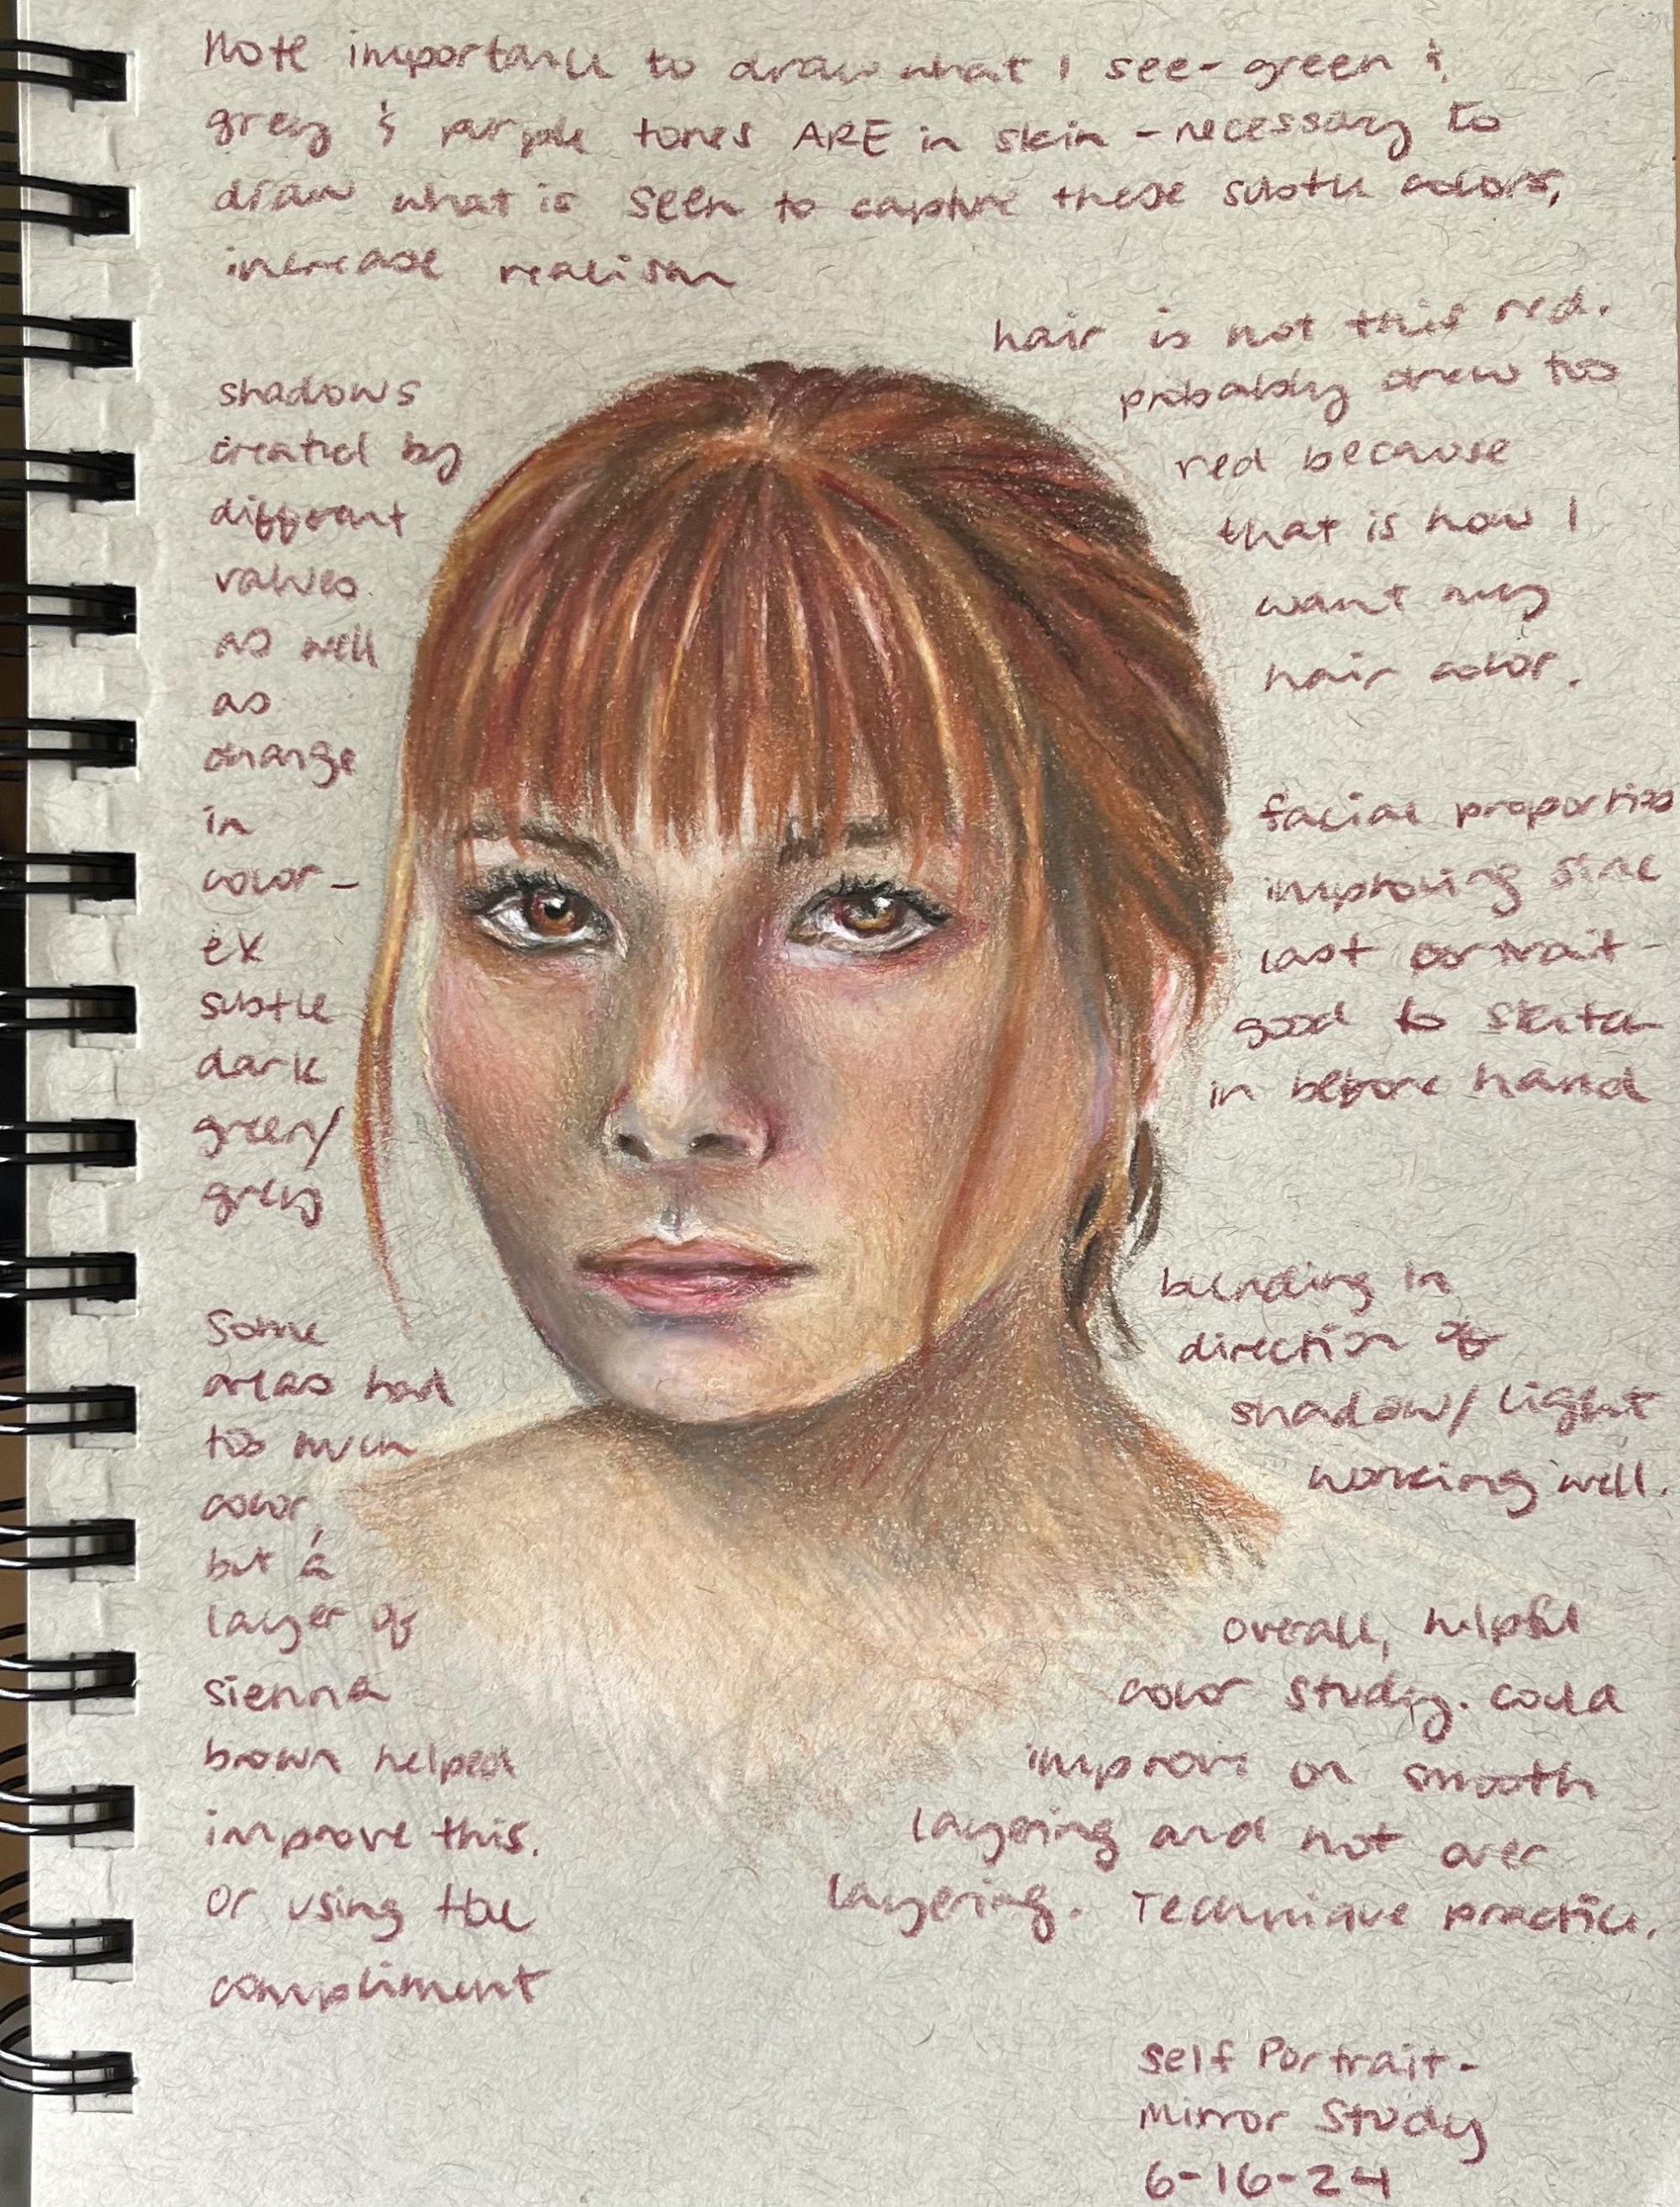 Note importance to draw what I see- green &
grey & purple tones ARE in skin - necessary to
draw what is seen to capture these subtle colors,
increase realism
shadows
created by
different
values
as well
as
change
in
color-
ex
subtle
dark
green/
grey
Some
areas had
too much
color,
but a
layer of
sienna
brown helped
improve this.
or using the
compliment
hair is not this red.
probably drew too
red because
that is how I
want my
hair color.
facial proportion
improving since
last portrait-
good to sketch
in before hand
blending in
direction of
shadow/light
working well.
overall, helpful
color study. could
improve on smooth
layering and not over
layering. Technique practice.
Self Portrait-
Mirror Study
6-16-24